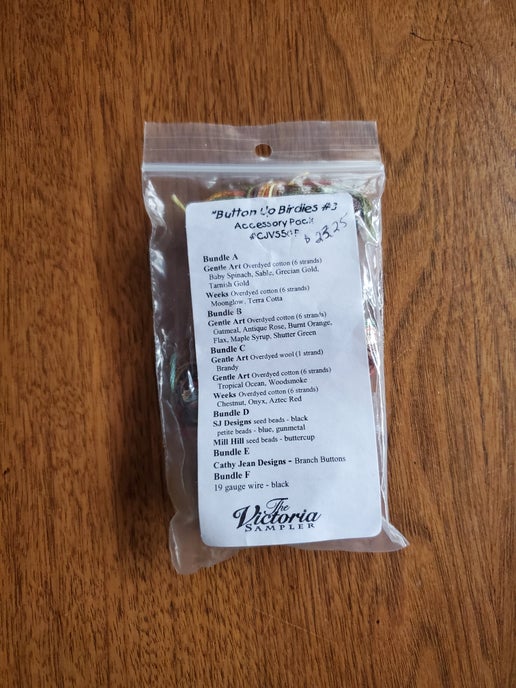 "Button Up Birdies #3
Accessory Pack
$ 23.25
Bundle A
Gentle Art Overdyed cotton (6 strands)
Baby Spinach, Sable, Grecian Gold,
Tarnish Gold
Weeks Overdyed cotton (6 strands)
Moonglow, Terra Cotta
Bundle B
Gentle Art Overdyed cotton (6 strands)
Oatmeal, Antique Rose, Burnt Orange,
Flax, Maple Syrup, Shutter Green
Bundle C
Gentle Art Overdyed wool (1 strand)
Brandy
Gentle Art Overdyed cotton (6 strands)
Tropical Ocean, Woodsmoke
Weeks Overdyed cotton (6 strands)
Chestnut, Onyx, Aztec Red
Bundle D
SJ Designs seed beads - black
petite beads - blue, gunmetal
Mill Hill seed beads - buttercup
Bundle E
Cathy Jean Designs - Branch Buttons
Bundle F
19 gauge wire - black
The
Victoria
SAMPLER